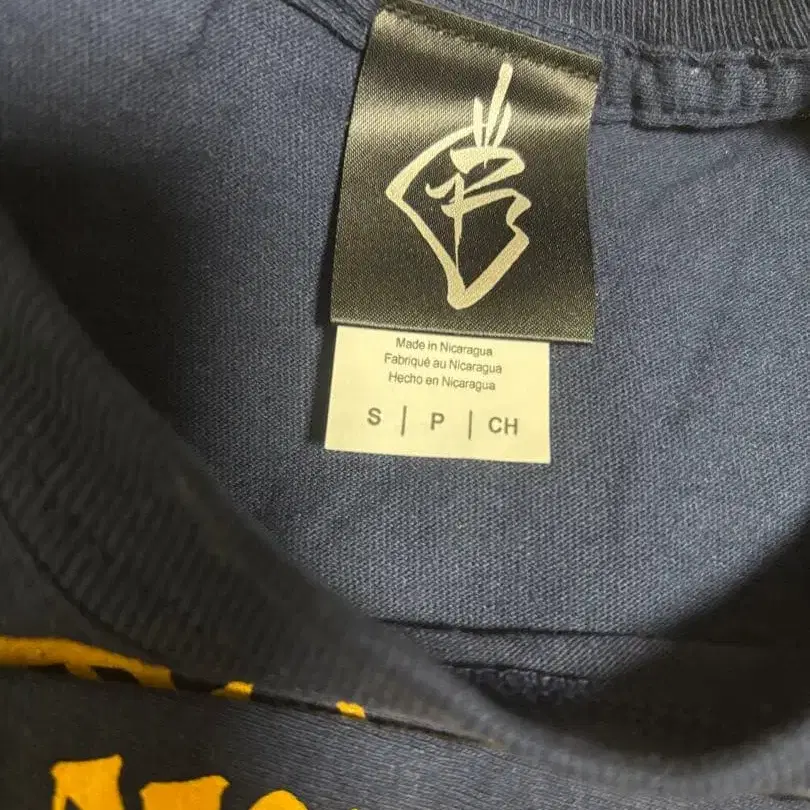 Made in Nicaragua
Fabriqué au Nicaragua
Hecho en Nicaragua
S | P | CH